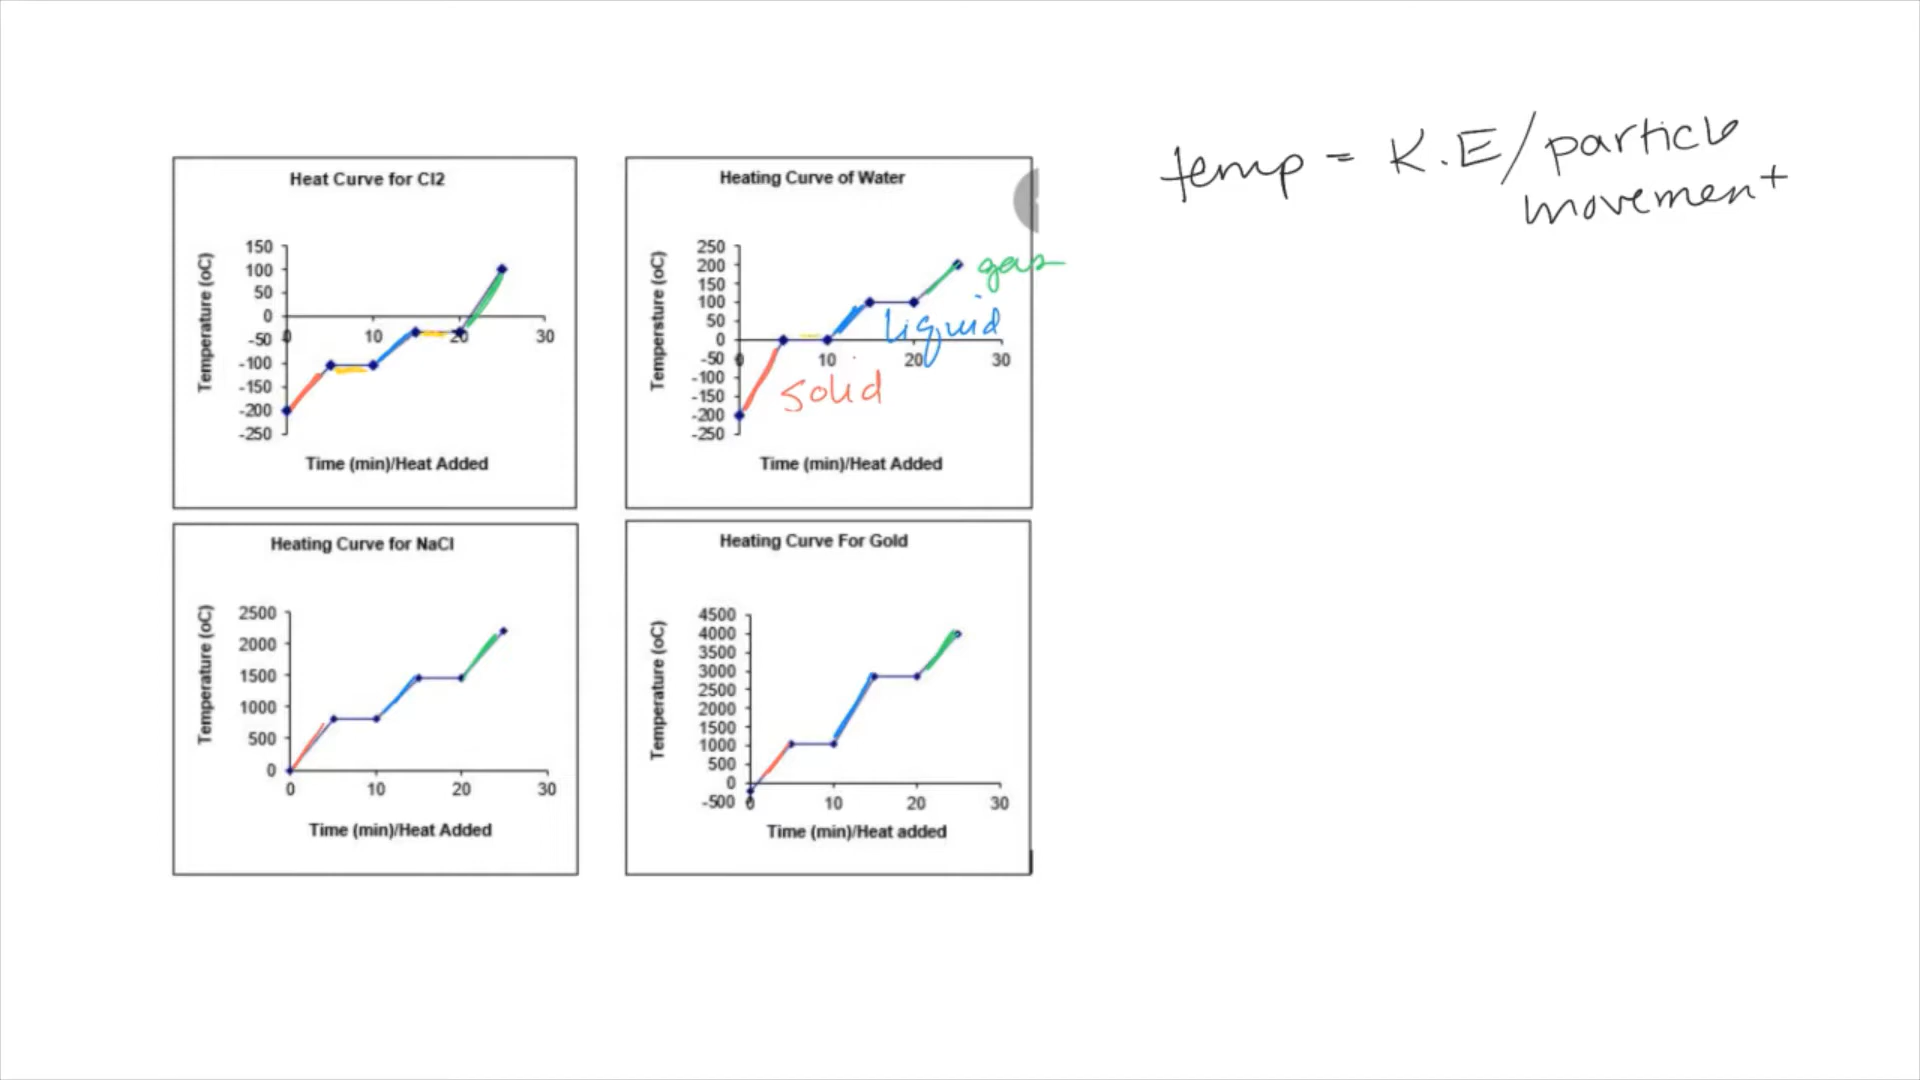 Heat Curve for Cl2
150
100
50
0
-50
-100
-150
-200
-250
0 10 20 30
Temperature (oC)
Time (min)/Heat Added
Heating Curve of Water
250
200
150
100
50
0
-50
-100
-150
-200
-250
0 10 20 30
Tempersture (oC)
Time (min)/Heat Added
gas
Liquid
Solid
temp = K.E/particle
movement
Heating Curve for NaCl
2500
2000
1500
1000
500
0
0 10 20 30
Temperature (oC)
Time (min)/Heat Added
Heating Curve For Gold
4500
4000
3500
3000
2500
2000
1500
1000
500
0
-500
0 10 20 30
Temperature (oC)
Time (min)/Heat added